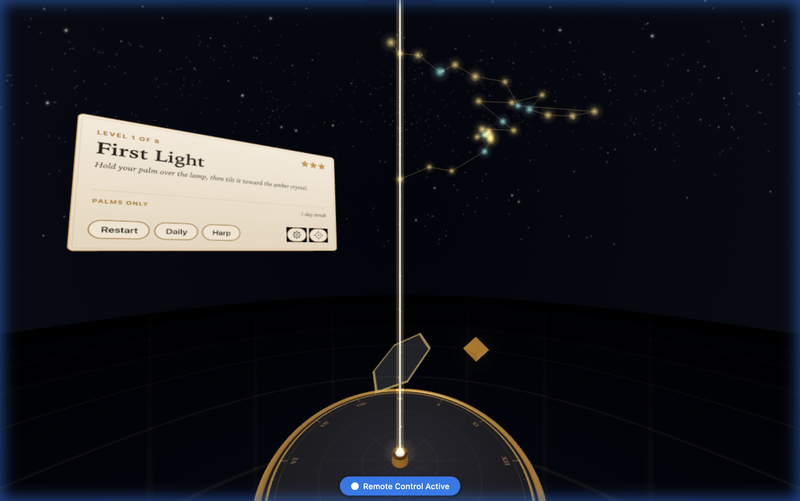 LEVEL 1 OF 8
First Light
Hold your palm over the lamp, then tilt it toward the amber crystal.
PALMS ONLY
1 day streak
Restart
Daily
Harp
Remote Control Active